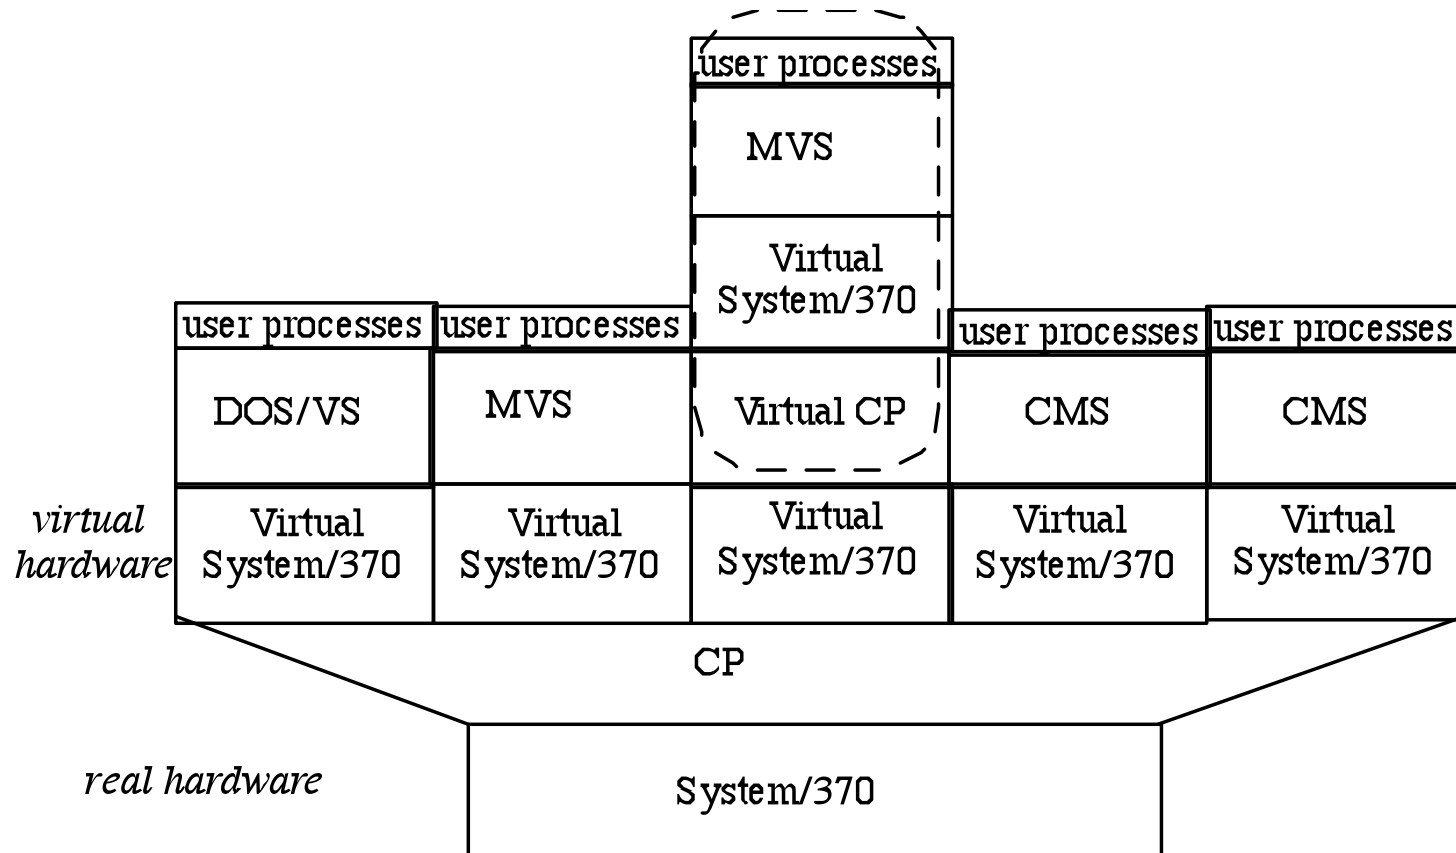 user processes
MVS
Virtual
System/370
user processes
user processes
user processes
user processes
DOS/VS
MVS
Virtual CP
CMS
CMS
virtual
hardware
Virtual
System/370
Virtual
System/370
Virtual
System/370
Virtual
System/370
Virtual
System/370
CP
real hardware
System/370